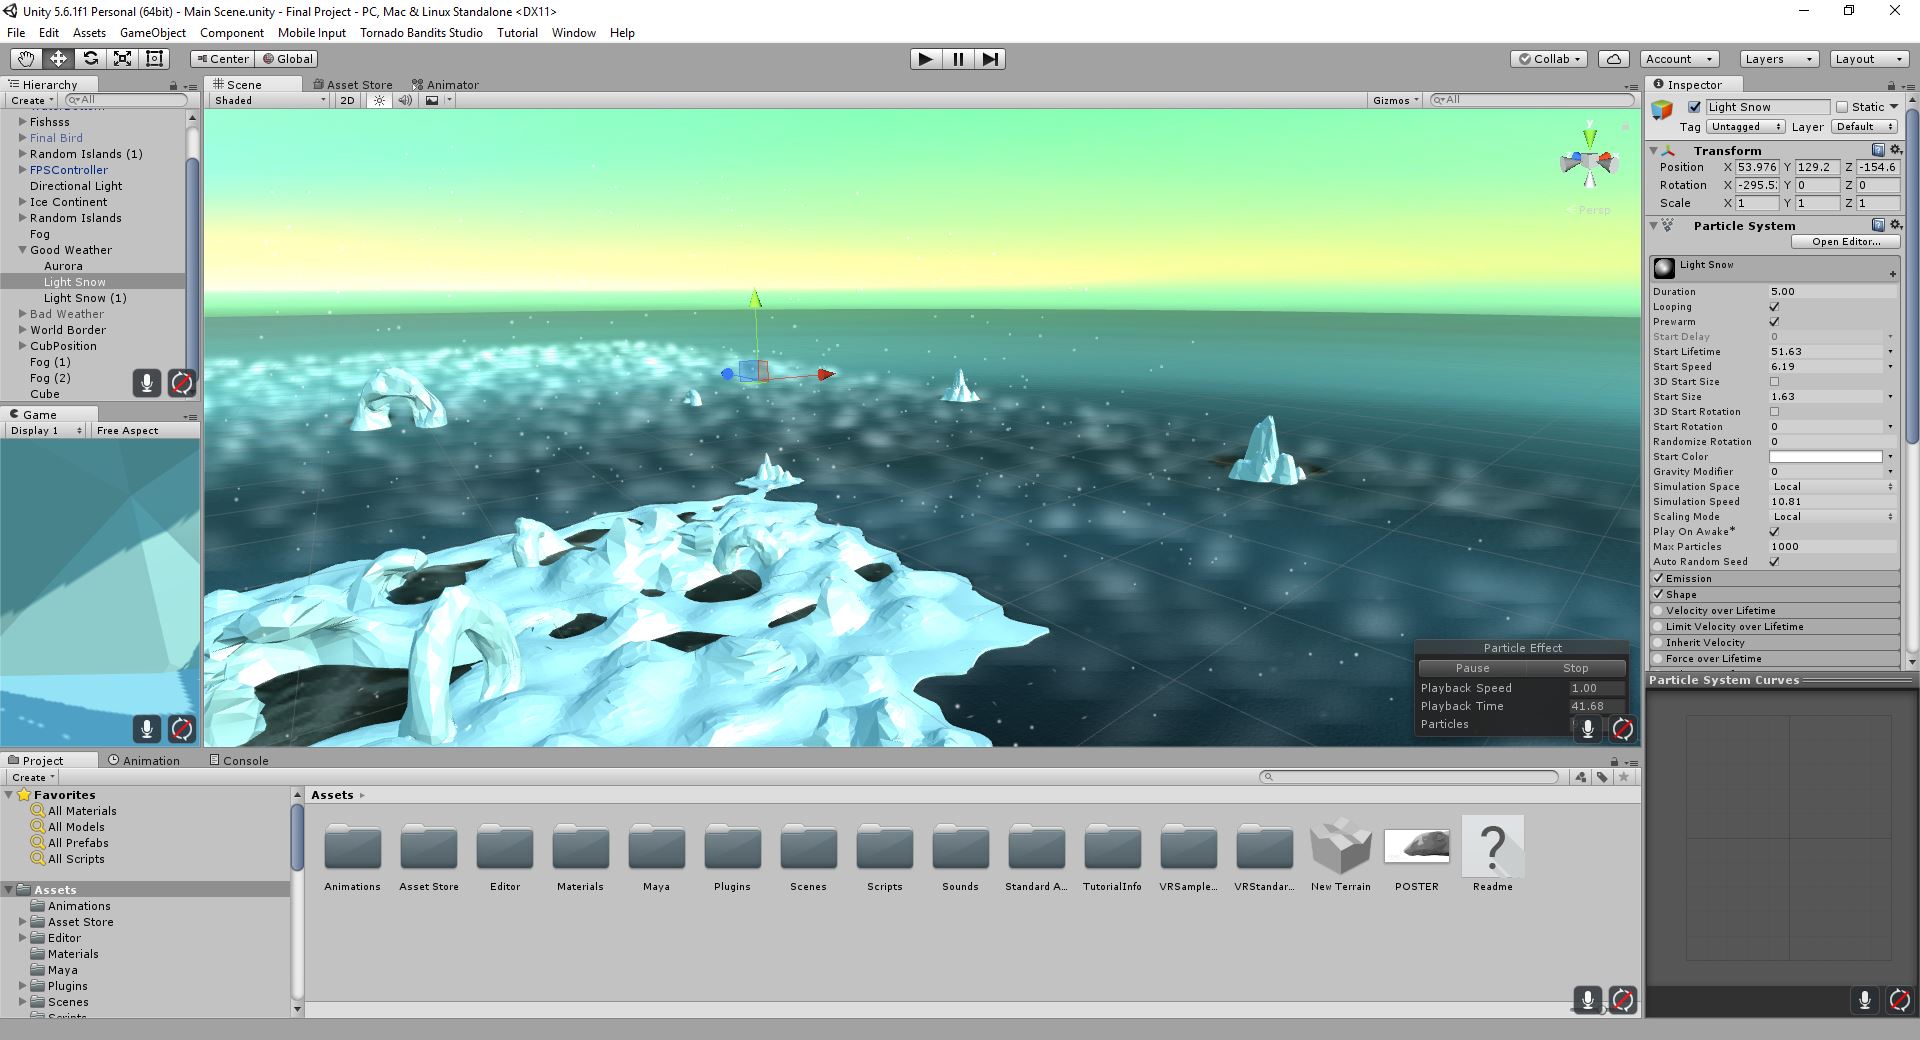 Unity 5.6.1f1 Personal (64bit) - Main Scene.unity - Final Project - PC, Mac & Linux Standalone <DX11>
File Edit Assets GameObject Component Mobile Input Tornado Bandits Studio Tutorial Window Help
Center Global Collab Account Layers Layout
Hierarchy
Create All
Fishsss
Final Bird
Random Islands (1)
FPSController
Directional Light
Ice Continent
Random Islands
Fog
Good Weather
Aurora
Light Snow
Light Snow (1)
Bad Weather
World Border
CubPosition
Fog (1)
Fog (2)
Cube
Game
Display 1 Free Aspect
Scene Asset Store Animator
Shaded 2D Gizmos All
y
Persp
Particle Effect
Pause Stop
Playback Speed 1.00
Playback Time 41.68
Particles
Inspector
Light Snow Static
Tag Untagged Layer Default
Transform
Position X 53.976 Y 129.2 Z -154.6
Rotation X -295.5 Y 0 Z 0
Scale X 1 Y 1 Z 1
Particle System
Open Editor...
Light Snow
Duration 5.00
Looping
Prewarm
Start Delay 0
Start Lifetime 51.63
Start Speed 6.19
3D Start Size
Start Size 1.63
3D Start Rotation
Start Rotation 0
Randomize Rotation 0
Start Color
Gravity Modifier 0
Simulation Space Local
Simulation Speed 10.81
Scaling Mode Local
Play On Awake*
Max Particles 1000
Auto Random Seed
Emission
Shape
Velocity over Lifetime
Limit Velocity over Lifetime
Inherit Velocity
Force over Lifetime
Particle System Curves
Project Animation Console
Create
Favorites
All Materials
All Models
All Prefabs
All Scripts
Assets
Animations
Asset Store
Editor
Materials
Maya
Plugins
Scenes
Scripts
Assets
Animations Asset Store Editor Materials Maya Plugins Scenes Scripts Sounds Standard A... TutorialInfo VRSample... VRStandar... New Terrain POSTER Readme